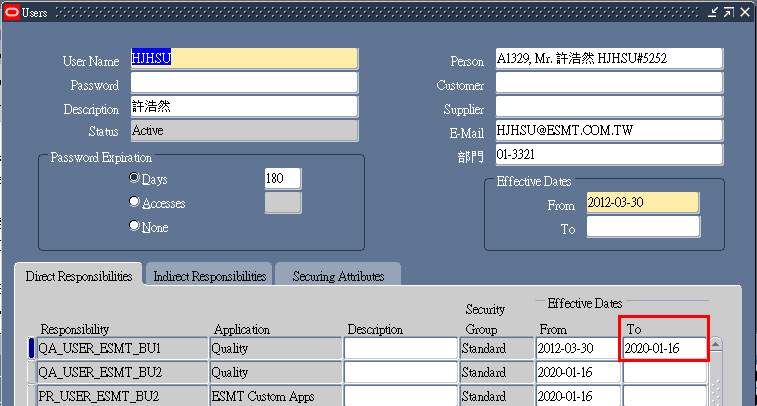 Users
User Name HJHSU
Password
Description 許浩然
Status Active
Person A1329, Mr. 許浩然 HJHSU#5252
Customer
Supplier
E-Mail HJHSU@ESMT.COM.TW
部門 01-3321
Password Expiration
Days 180
Accesses
None
Effective Dates
From 2012-03-30
To
Direct Responsibilities Indirect Responsibilities Securing Attributes
Security Effective Dates
Responsibility Application Description Group From To
QA_USER_ESMT_BU1 Quality Standard 2012-03-30 2020-01-16
QA_USER_ESMT_BU2 Quality Standard 2020-01-16
PR_USER_ESMT_BU2 ESMT Custom Apps Standard 2020-01-16